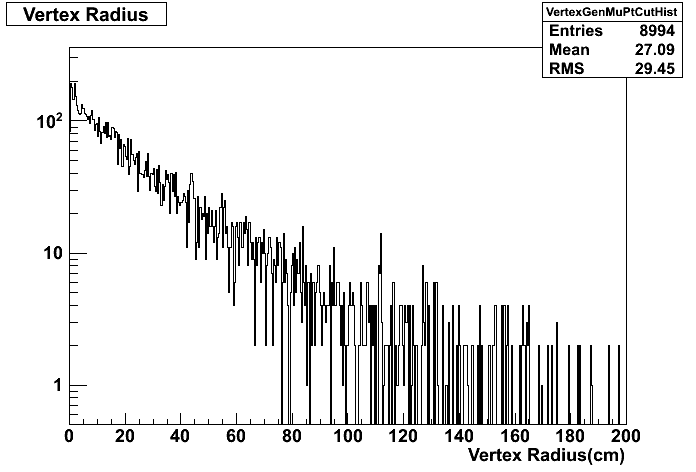 Vertex Radius
VertexGenMuPtCutHist
Entries 8994
Mean 27.09
RMS 29.45
10²
10
1
0 20 40 60 80 100 120 140 160 180 200
Vertex Radius(cm)